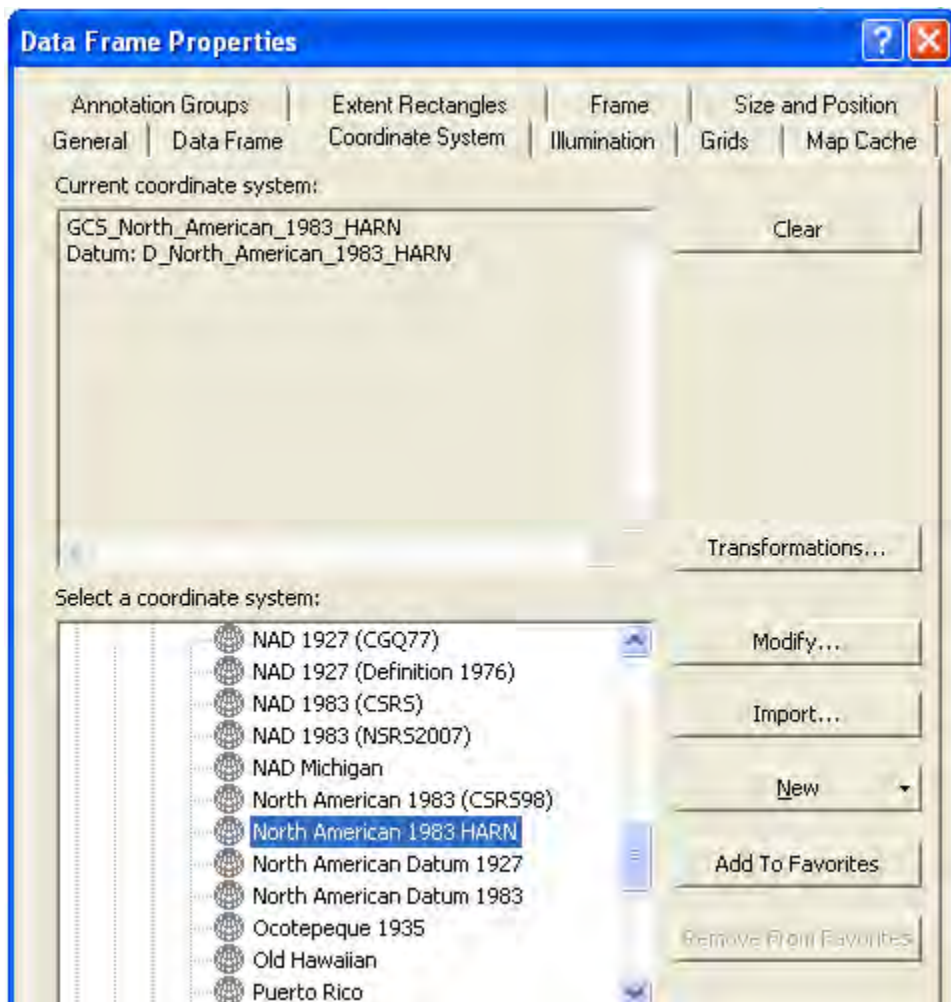 Data Frame Properties
Annotation Groups
Extent Rectangles
Frame
Size and Position
General
Data Frame
Coordinate System
Illumination
Grids
Map Cache
Current coordinate system:
GCS_North_American_1983_HARN
Datum: D_North_American_1983_HARN
Clear
Transformations...
Select a coordinate system:
NAD 1927 (CGQ77)
NAD 1927 (Definition 1976)
NAD 1983 (CSRS)
NAD 1983 (NSRS2007)
NAD Michigan
North American 1983 (CSRS98)
North American 1983 HARN
North American Datum 1927
North American Datum 1983
Ocotepeque 1935
Old Hawaiian
Puerto Rico
Modify...
Import...
New
Add To Favorites
Remove From Favorites